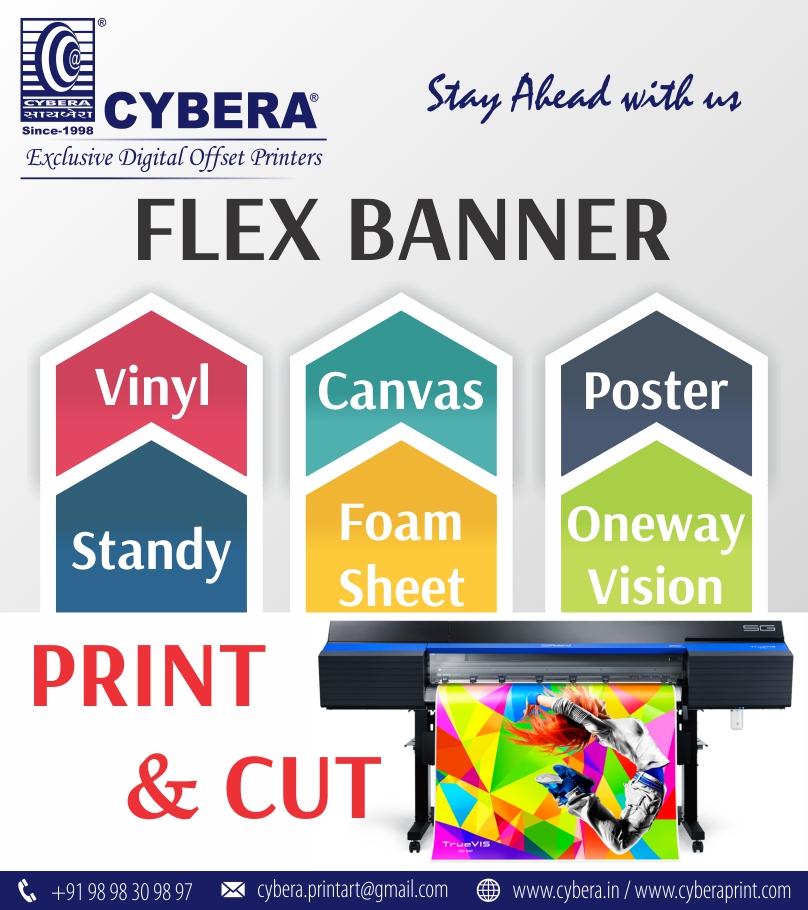 ®
@
CYBERA
सायबेरा
Since-1998
CYBERA®
Exclusive Digital Offset Printers
Stay Ahead with us
FLEX BANNER
Vinyl
Canvas
Poster
Standy
Foam
Sheet
Oneway
Vision
PRINT
& CUT
SG
Roland
TrueVIS
TrueVIS
+91 98 98 30 98 97
cybera.printart@gmail.com
www.cybera.in / www.cyberaprint.com